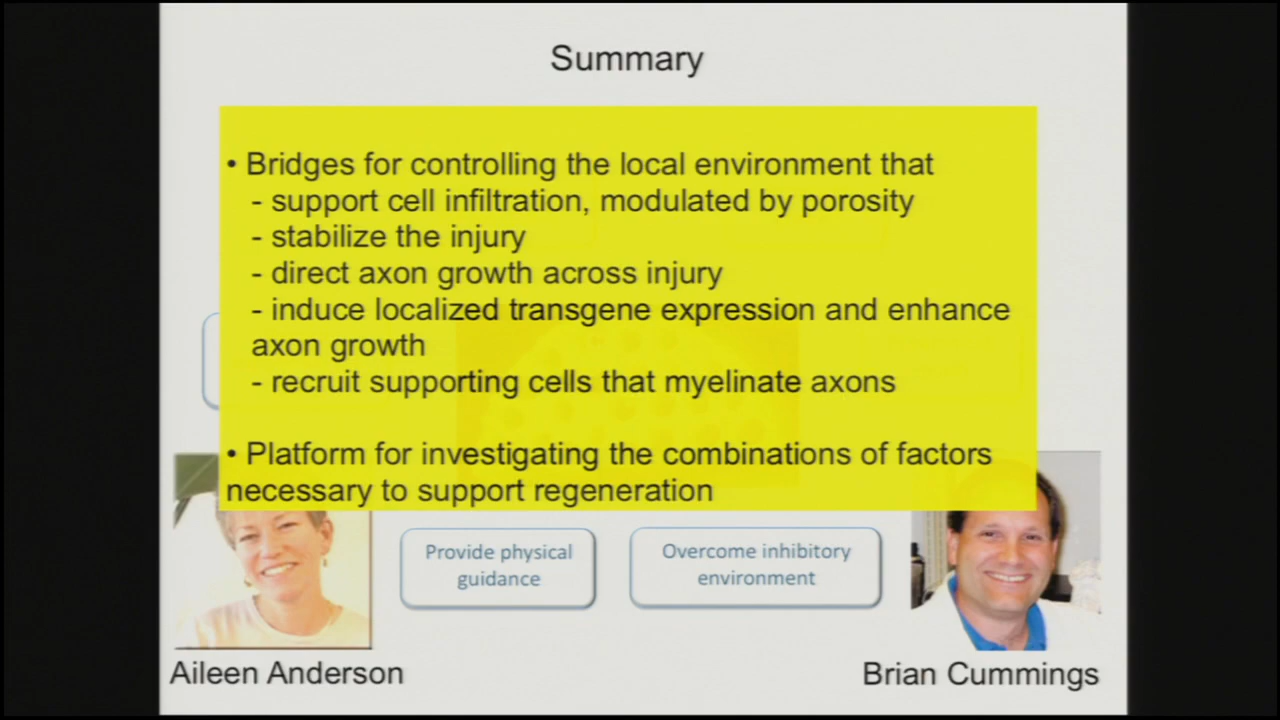 Summary
• Bridges for controlling the local environment that
- support cell infiltration, modulated by porosity
- stabilize the injury
- direct axon growth across injury
- induce localized transgene expression and enhance
axon growth
- recruit supporting cells that myelinate axons
• Platform for investigating the combinations of factors
necessary to support regeneration
Provide physical
guidance
Overcome inhibitory
environment
Aileen Anderson
Brian Cummings